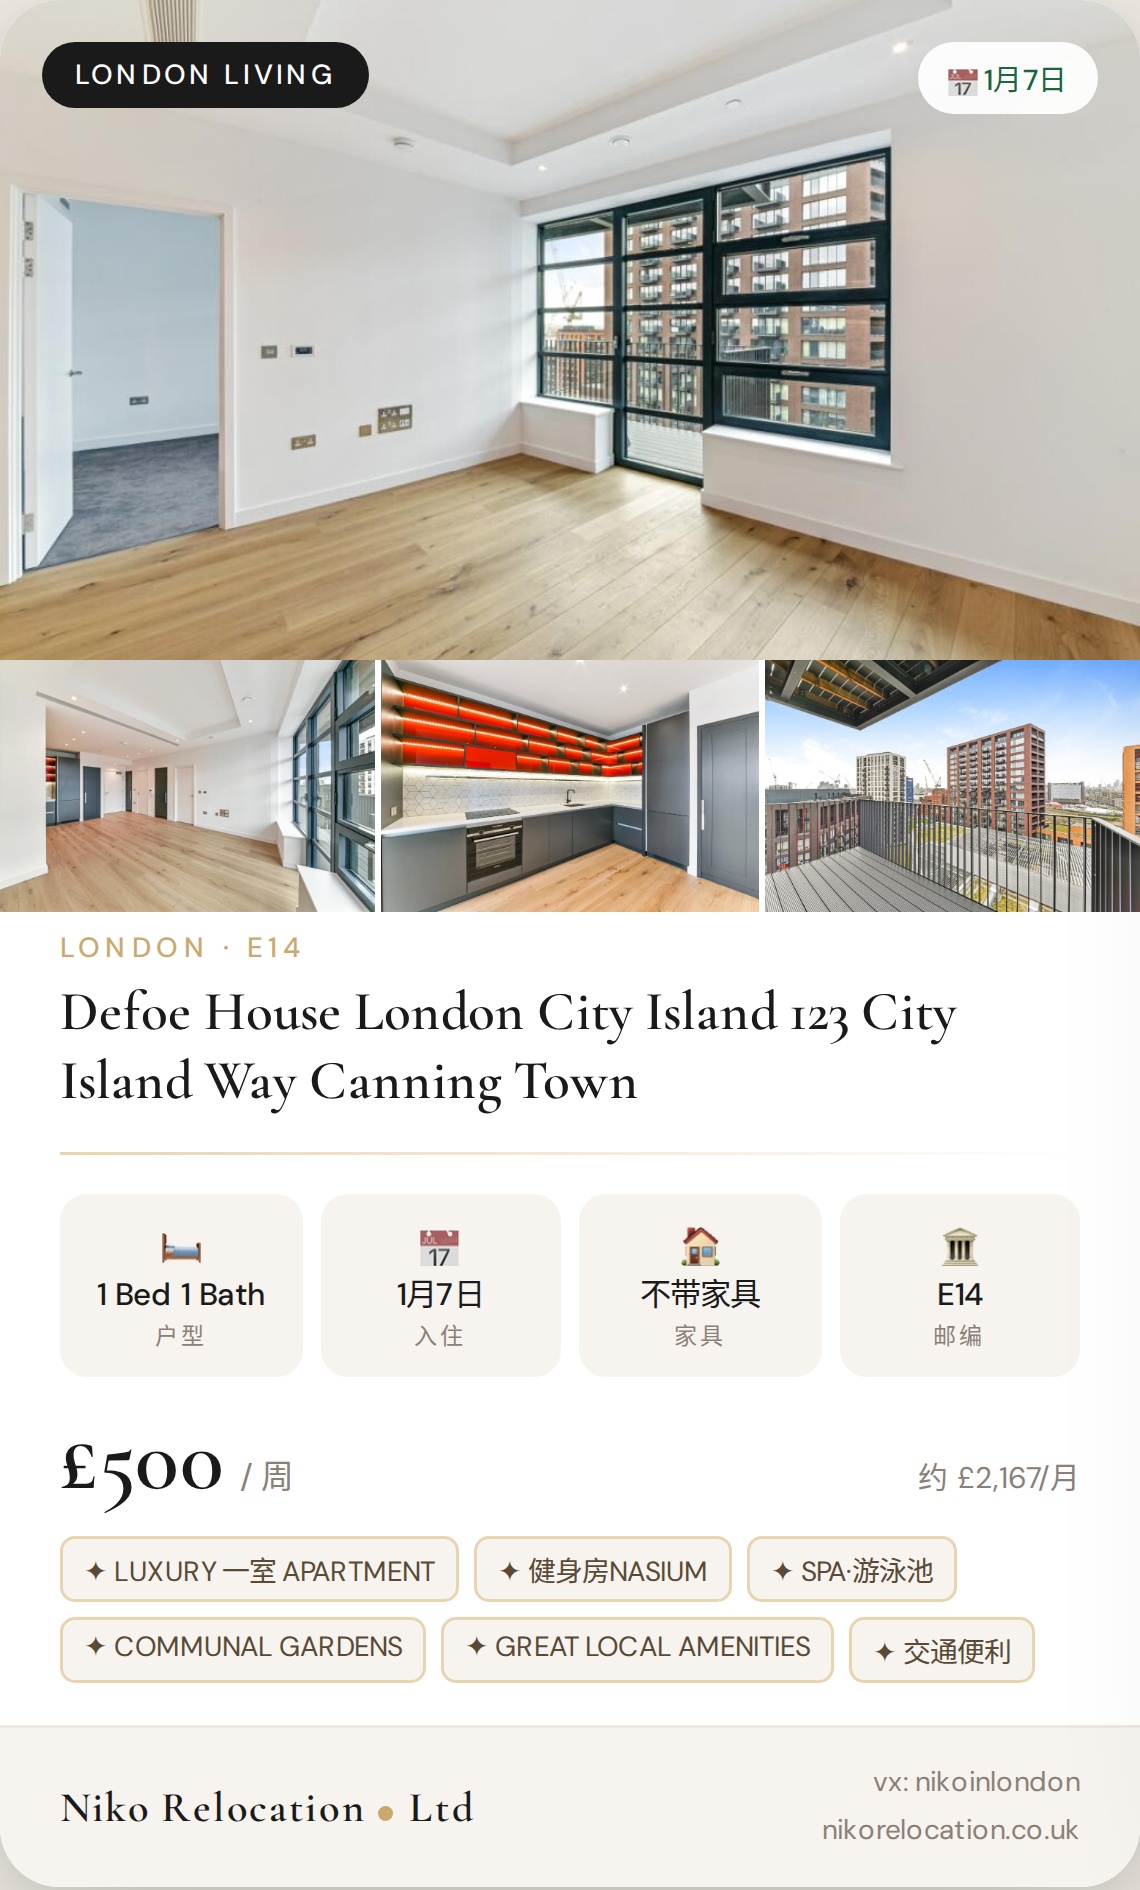 LONDON LIVING
1月7日
LONDON · E14
Defoe House London City Island 123 City
Island Way Canning Town
1 Bed 1 Bath
户型
1月7日
入住
不带家具
家具
E14
邮编
£500 / 周
约 £2,167/月
✦ LUXURY 一室 APARTMENT
✦ 健身房NASIUM
✦ SPA·游泳池
✦ COMMUNAL GARDENS
✦ GREAT LOCAL AMENITIES
✦ 交通便利
Niko Relocation • Ltd
vx: nikoinlondon
nikorelocation.co.uk